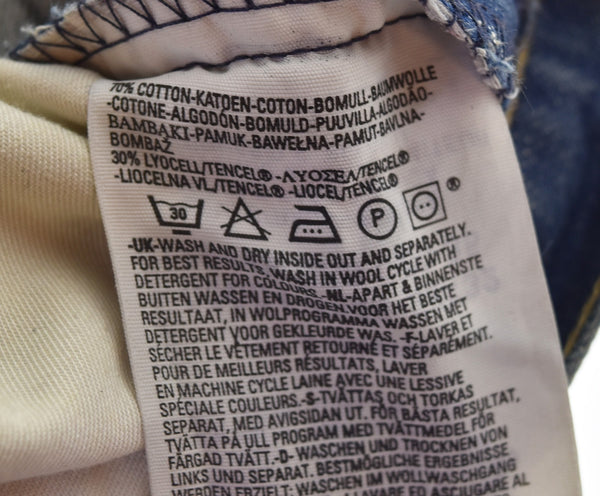 70% COTTON-KATOEN-COTON-BOMULL-BAUMWOLLE
-COTONE-ALGODÓN-BOMULD-PUUVILLA-ALGODÃO-
ΒΑΜΒΑΚΙ-PAMUK-BAWEŁNA-PAMUT-BAVLNA-
BOMBAŽ
30% LYOCELL/TENCEL® -ΛΥΟΣΕΛ/TENCEL®
-LIOCELNA VL/TENCEL® -LIOCEL/TENCEL®
30 P ®
-UK-WASH AND DRY INSIDE OUT AND SEPARATELY.
FOR BEST RESULTS, WASH IN WOOL CYCLE WITH
DETERGENT FOR COLOURS.-NL-APART & BINNENSTE
BUITEN WASSEN EN DROGEN.VOOR HET BESTE
RESULTAAT, IN WOLPROGRAMMA WASSEN MET
DETERGENT VOOR GEKLEURDE WAS. -F-LAVER ET
SÉCHER LE VÊTEMENT RETOURNÉ ET SÉPARÉMENT.
POUR DE MEILLEURS RÉSULTATS, LAVER
EN MACHINE CYCLE LAINE AVEC UNE LESSIVE
SPÉCIALE COULEURS.-S-TVÄTTAS OCH TORKAS
SEPARAT, MED AVIGSIDAN UT. FÖR BÄSTA RESULTAT,
TVÄTTA PÅ ULL PROGRAM MED TVÄTTMEDEL FÖR
FÄRGAD TVÄTT.-D-WASCHEN UND TROCKNEN VON
LINKS UND SEPARAT. BESTMÖGLICHE ERGEBNISSE
WERDEN ERZIELT: WASCHEN IM WOLLWASCHGANG